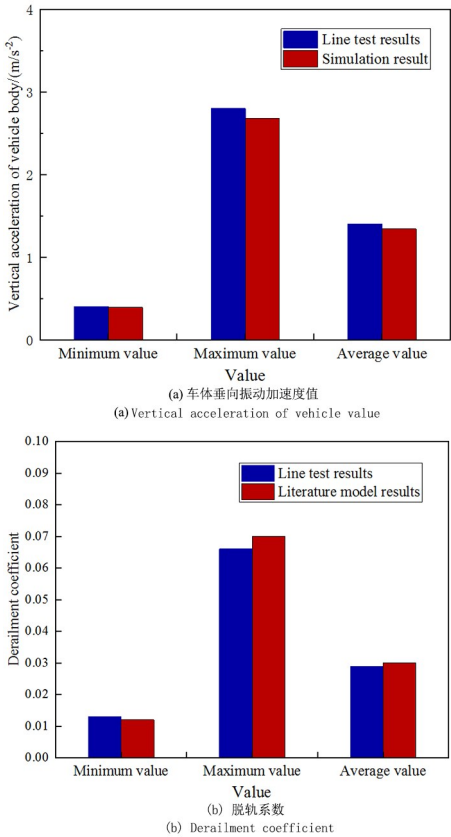 Vertical acceleration of vehicle body/(m/s-2)
4
3
2
1
0
Line test results
Simulation result
Minimum value Maximum value Average value
Value
(a) 车体垂向振动加速度值
(a) Vertical acceleration of vehicle value
Derailment coefficient
0.10
0.09
0.08
0.07
0.06
0.05
0.04
0.03
0.02
0.01
0.00
Line test results
Literature model results
Minimum value Maximum value Average value
Value
(b) 脱轨系数
(b) Derailment coefficient